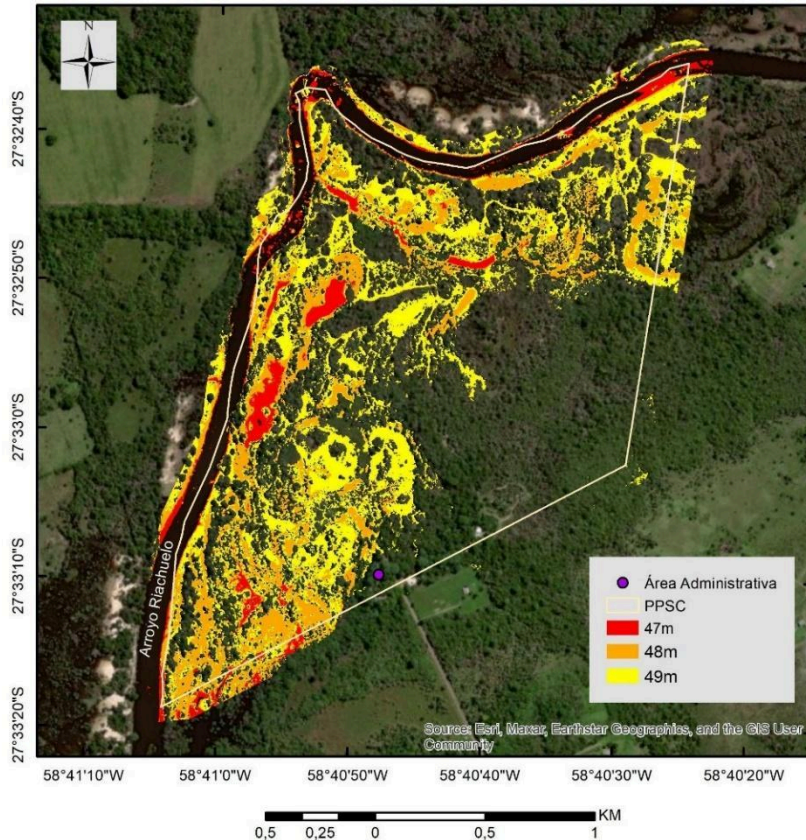 N
27°32'40"S
27°32'50"S
27°33'0"S
27°33'10"S
27°33'20"S
Arroyo Riachuelo
Área Administrativa
PPSC
47m
48m
49m
Source: Esri, Maxar, Earthstar Geographics, and the GIS User
Community
58°41'10"W 58°41'0"W 58°40'50"W 58°40'40"W 58°40'30"W 58°40'20"W
KM
0,5 0,25 0 0,5 1